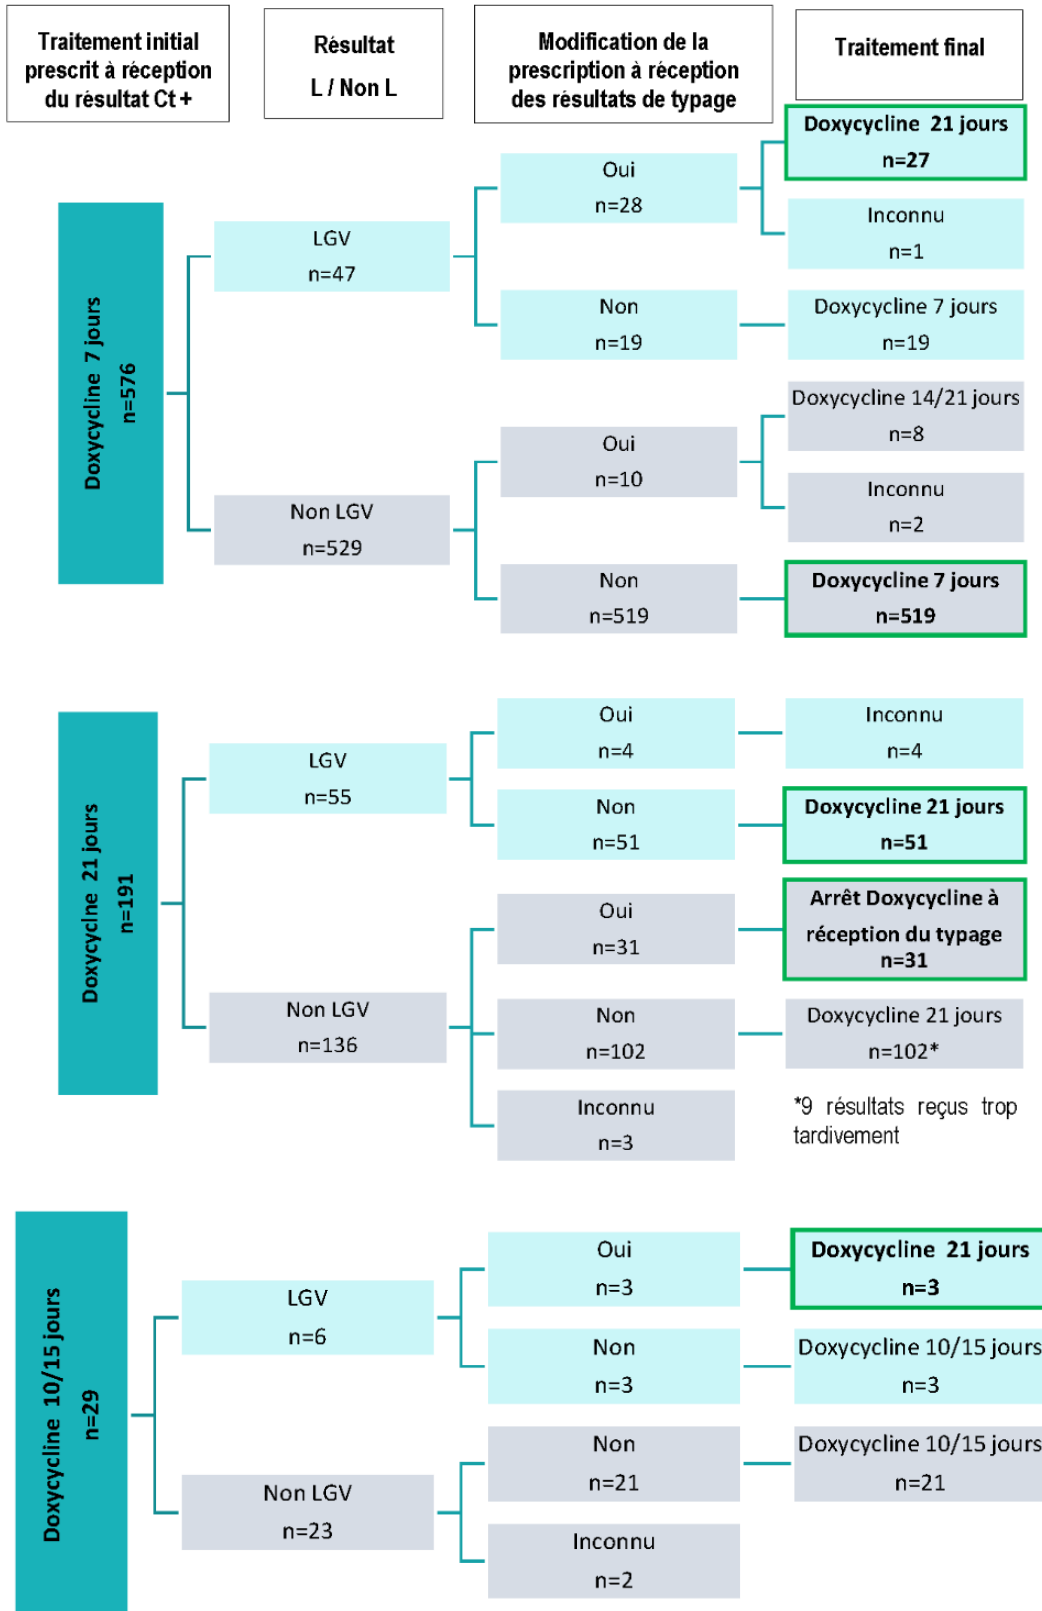 Traitement initial
prescrit à réception
du résultat Ct +
Résultat
L / Non L
Modification de la
prescription à réception
des résultats de typage
Traitement final
Doxycycline 7 jours
n=576
LGV
n=47
Oui
n=28
Doxycycline 21 jours
n=27
Inconnu
n=1
Non
n=19
Doxycycline 7 jours
n=19
Non LGV
n=529
Oui
n=10
Doxycycline 14/21 jours
n=8
Inconnu
n=2
Non
n=519
Doxycycline 7 jours
n=519
Doxycylne 21 jours
n=191
LGV
n=55
Oui
n=4
Inconnu
n=4
Non
n=51
Doxycycline 21 jours
n=51
Non LGV
n=136
Oui
n=31
Arrêt Doxycycline à
réception du typage
n=31
Non
n=102
Doxycycline 21 jours
n=102*
Inconnu
n=3
*9 résultats reçus trop
tardivement
Doxycycline 10/15 jours
n=29
LGV
n=6
Oui
n=3
Doxycycline 21 jours
n=3
Non
n=3
Doxycycline 10/15 jours
n=3
Non LGV
n=23
Non
n=21
Doxycycline 10/15 jours
n=21
Inconnu
n=2